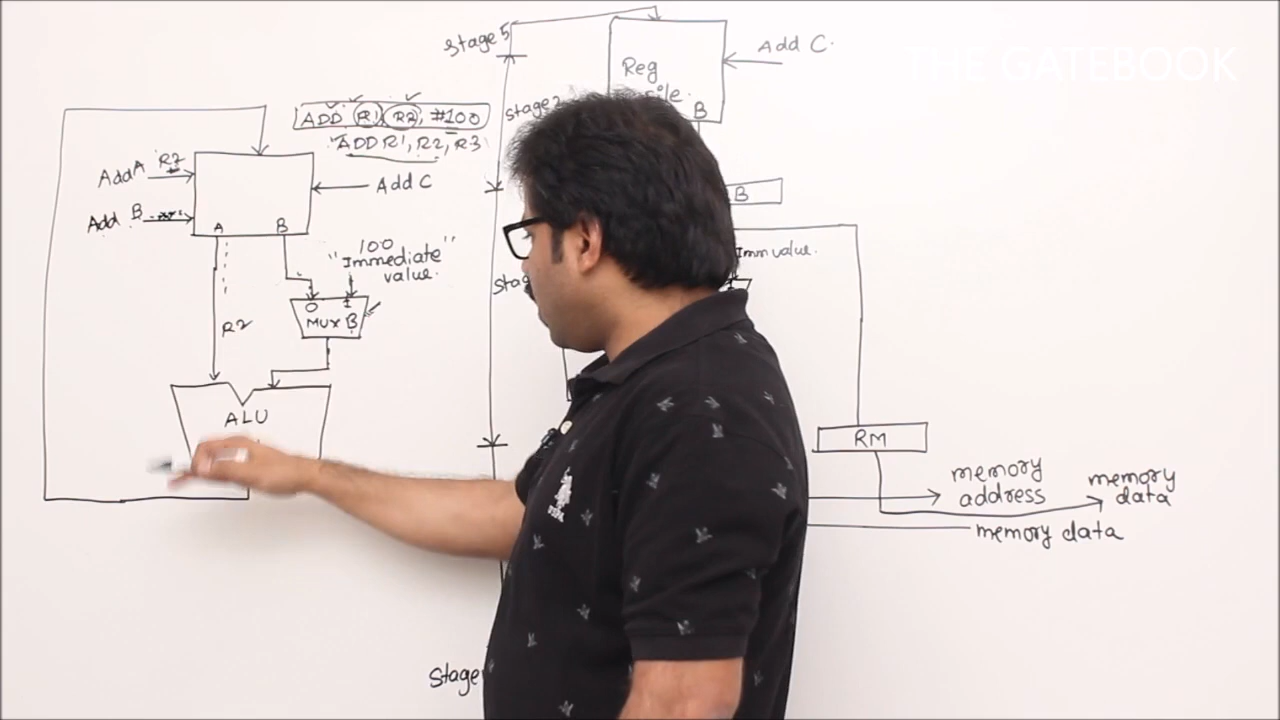 THE GATEBOOK
Stage 5
Add C.
Reg
file.
B
stage 2
ADD R1, R2, #100
ADD R1, R2, R3
Add A R2
Add C
Add B
A B
B
100
"Immediate"
value.
Imm value.
0 1
MUX B
R2
ALU
RM
memory
address
memory
data
memory data
Stage